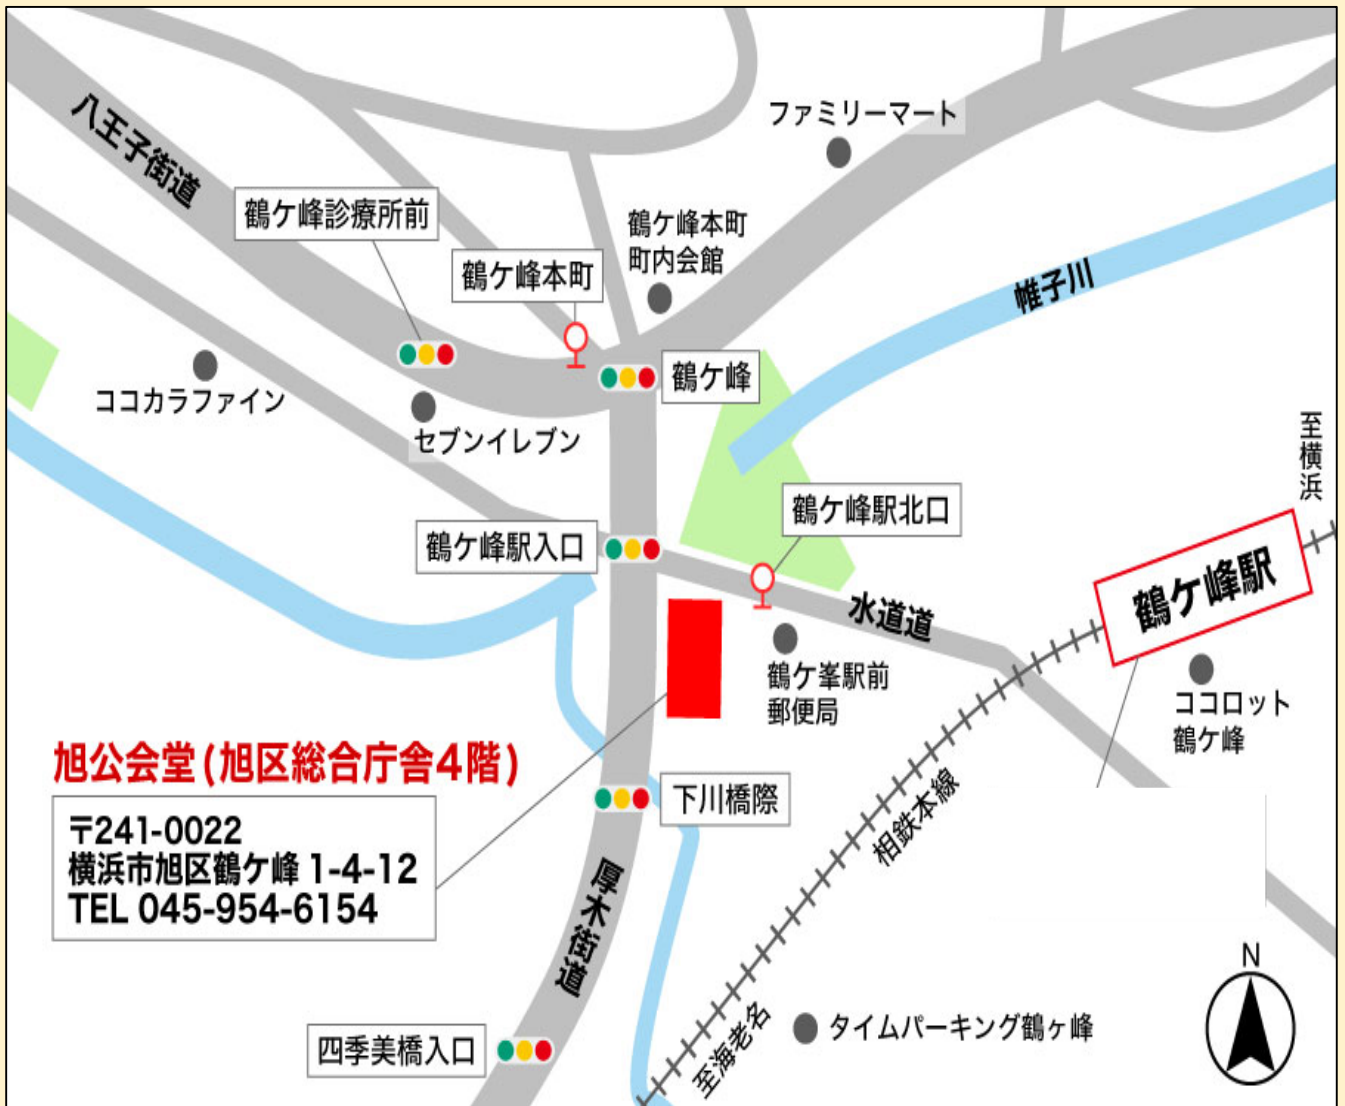 ファミリーマート
八王子街道
鶴ケ峰診療所前
鶴ケ峰本町
町内会館
鶴ケ峰本町
帷子川
鶴ケ峰
ココカラファイン
セブンイレブン
至横浜
鶴ケ峰駅北口
鶴ケ峰駅入口
鶴ケ峰駅
水道道
鶴ケ峯駅前
郵便局
ココロット
鶴ケ峰
旭公会堂(旭区総合庁舎4階)
下川橋際
〒241-0022
横浜市旭区鶴ケ峰 1-4-12
TEL 045-954-6154
相鉄本線
厚木街道
N
至海老名
タイムパーキング鶴ヶ峰
四季美橋入口